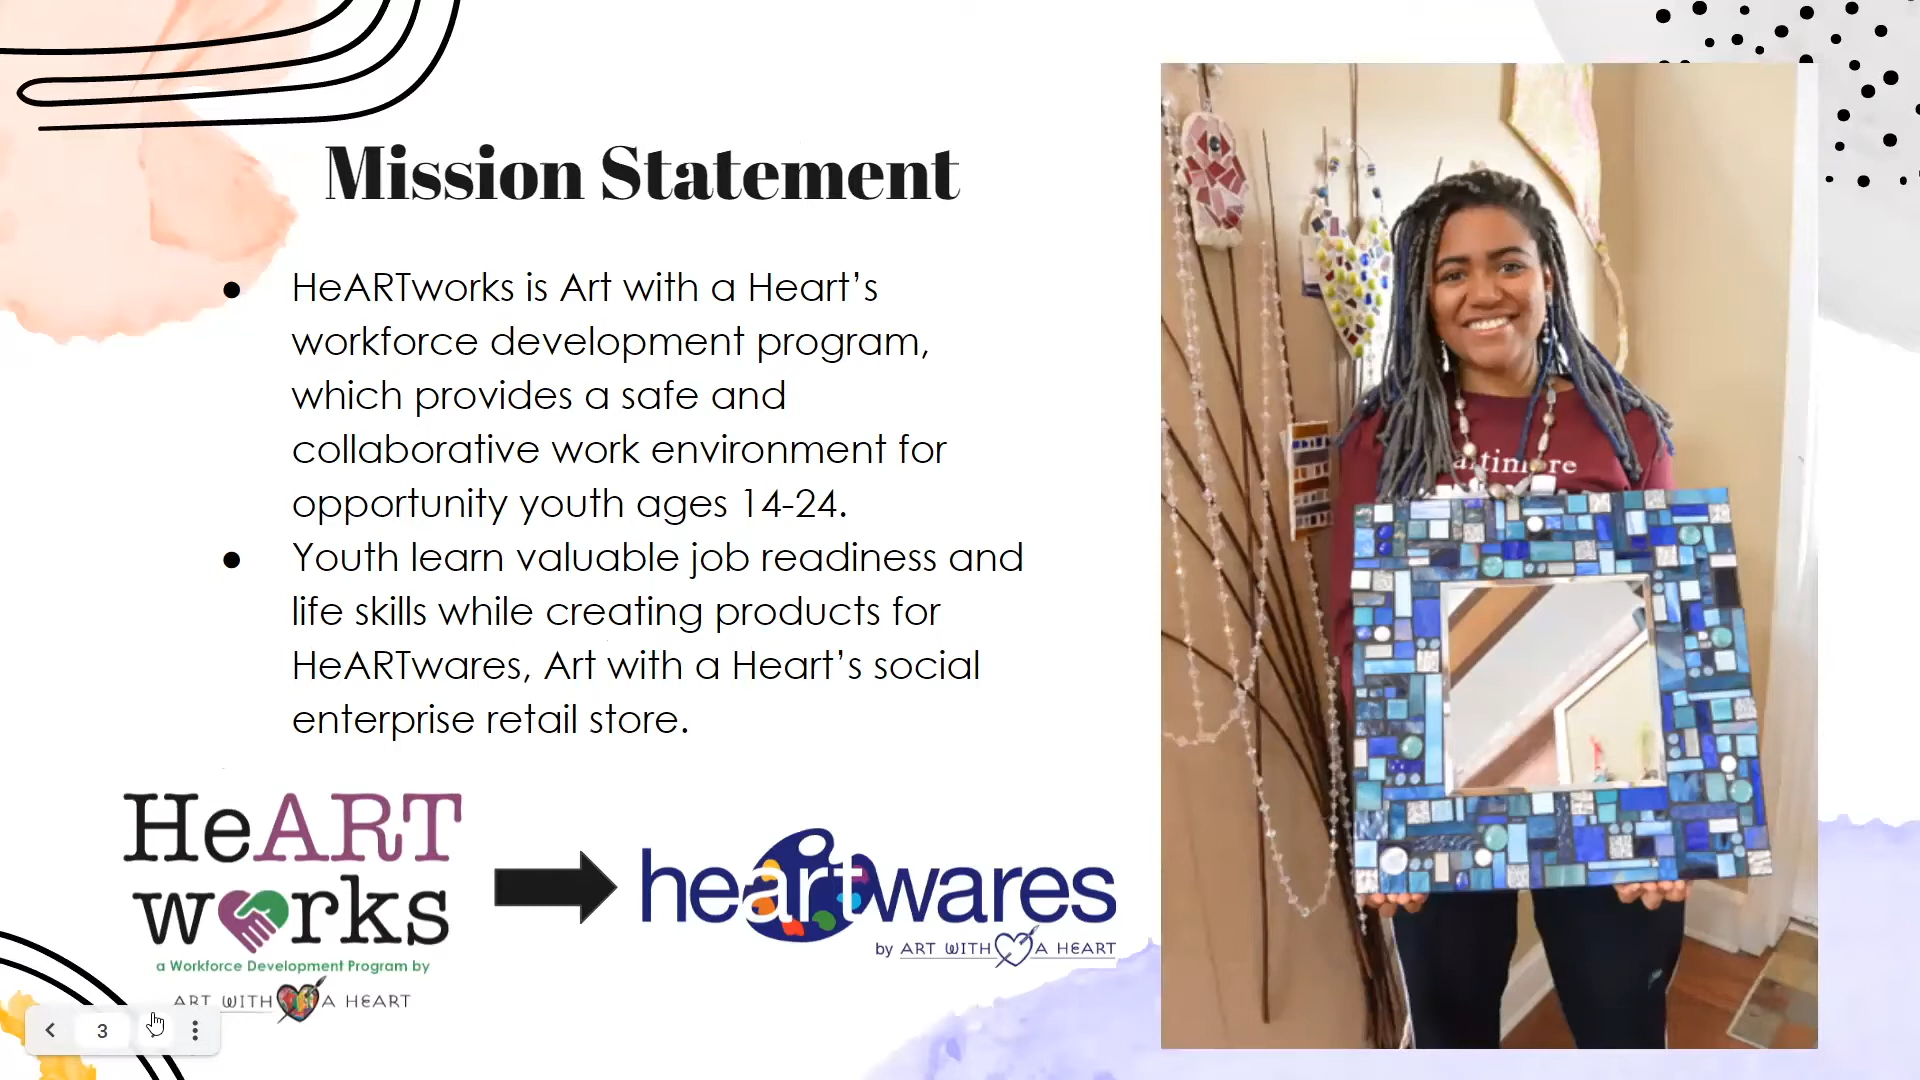 Mission Statement
● HeARTworks is Art with a Heart’s
workforce development program,
which provides a safe and
collaborative work environment for
opportunity youth ages 14-24.
● Youth learn valuable job readiness and
life skills while creating products for
HeARTwares, Art with a Heart’s social
enterprise retail store.
HeART
works
a Workforce Development Program by
ART WITH A HEART
heartwares
by ART WITH A HEART
3